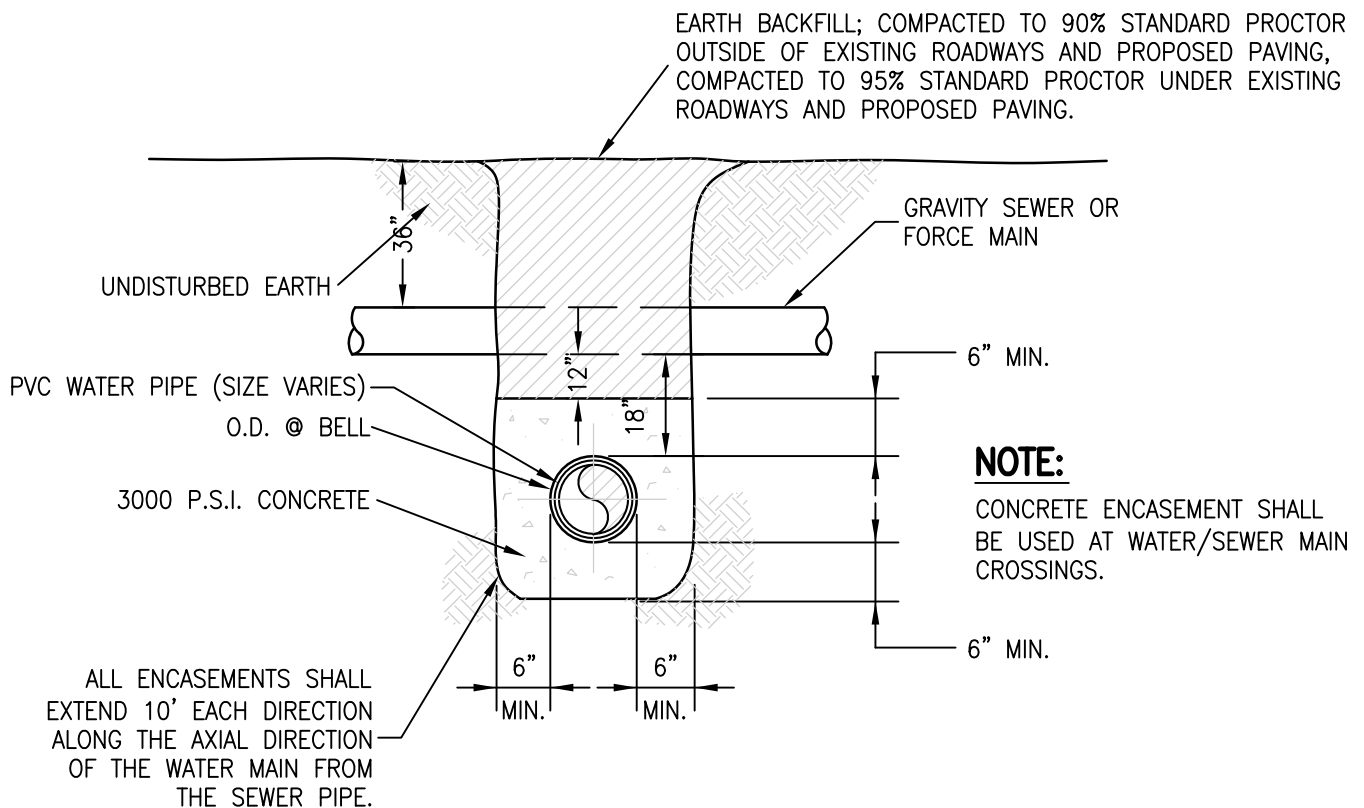 EARTH BACKFILL; COMPACTED TO 90% STANDARD PROCTOR
OUTSIDE OF EXISTING ROADWAYS AND PROPOSED PAVING,
COMPACTED TO 95% STANDARD PROCTOR UNDER EXISTING
ROADWAYS AND PROPOSED PAVING.
36"
GRAVITY SEWER OR
FORCE MAIN
UNDISTURBED EARTH
12"
18"
6" MIN.
PVC WATER PIPE (SIZE VARIES)
O.D. @ BELL
3000 P.S.I. CONCRETE
NOTE:
CONCRETE ENCASEMENT SHALL
BE USED AT WATER/SEWER MAIN
CROSSINGS.
6" MIN.
6"
MIN.
6"
MIN.
ALL ENCASEMENTS SHALL
EXTEND 10' EACH DIRECTION
ALONG THE AXIAL DIRECTION
OF THE WATER MAIN FROM
THE SEWER PIPE.